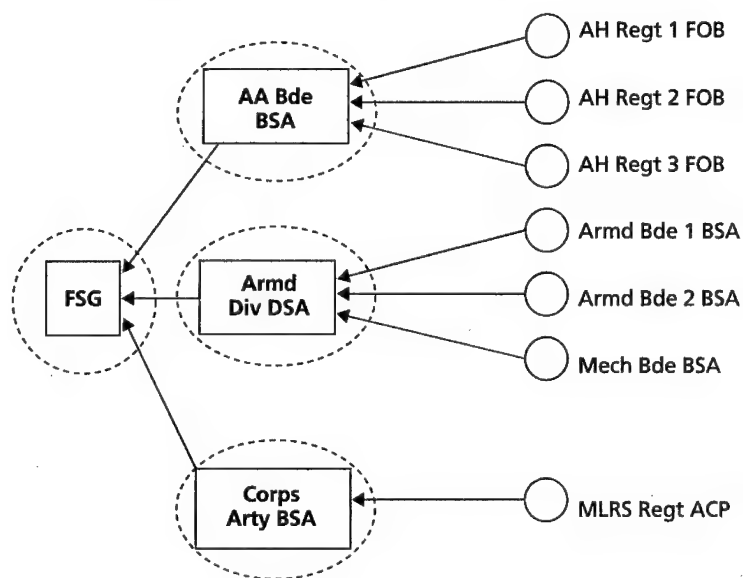 AH Regt 1 FOB
AA Bde
BSA
AH Regt 2 FOB
AH Regt 3 FOB
Armd Bde 1 BSA
FSG
Armd
Div DSA
Armd Bde 2 BSA
Mech Bde BSA
Corps
Arty BSA
MLRS Regt ACP